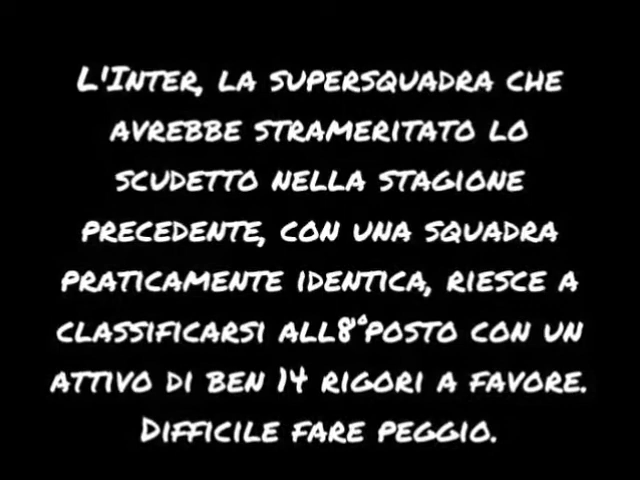 L'Inter, la supersquadra che
avrebbe strameritato lo
scudetto nella stagione
precedente, con una squadra
praticamente identica, riesce a
classificarsi all8°posto con un
attivo di ben 14 rigori a favore.
Difficile fare peggio.